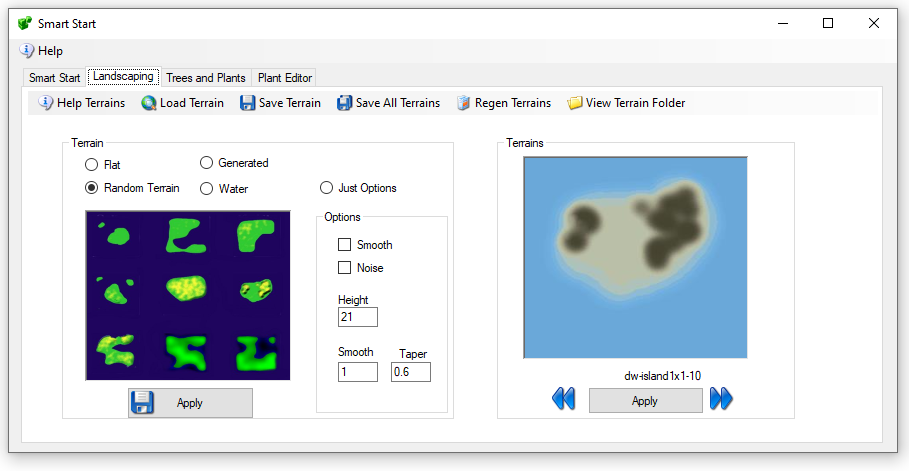 Smart Start
Help
Smart Start Landscaping Trees and Plants Plant Editor
Help Terrains Load Terrain Save Terrain Save All Terrains Regen Terrains View Terrain Folder
Terrain
Flat Generated
Random Terrain Water Just Options
Options
Smooth
Noise
Height
21
Smooth Taper
1 0.6
Apply
Terrains
dw-island1x1-10
Apply